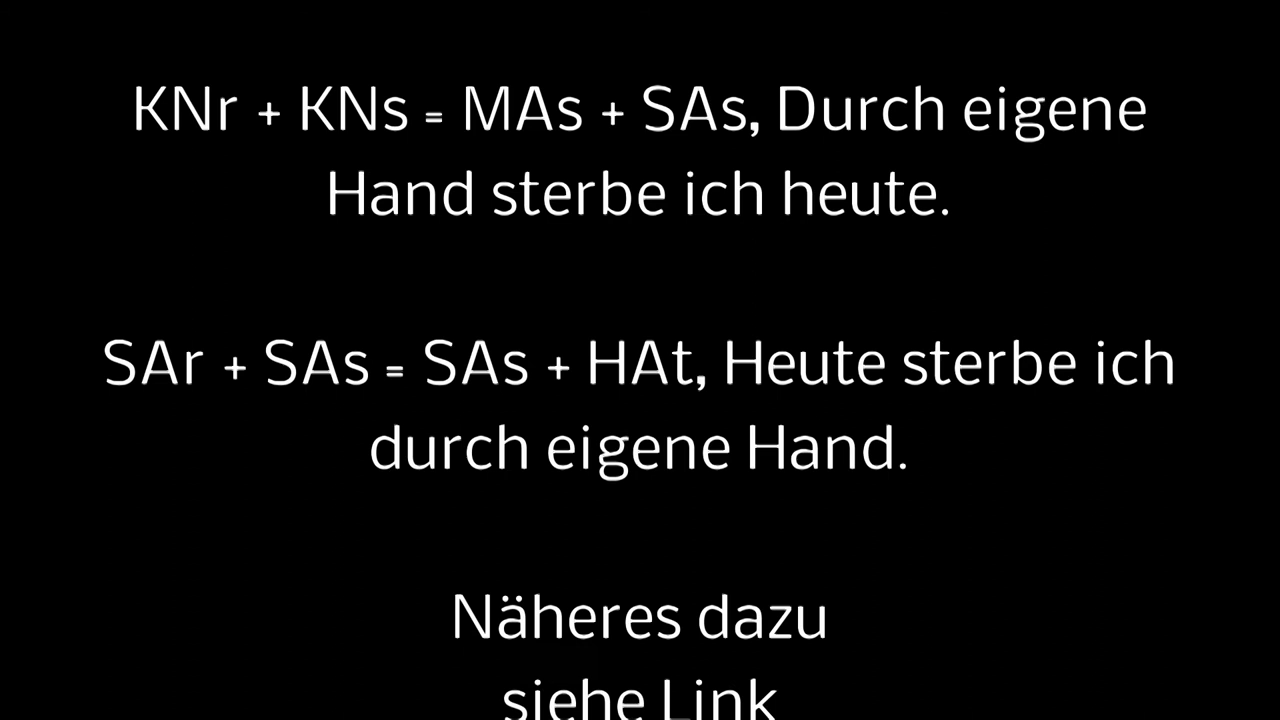 KNr + KNs = MAs + SAs, Durch eigene
Hand sterbe ich heute.
SAr + SAs = SAs + HAt, Heute sterbe ich
durch eigene Hand.
Näheres dazu
siehe Link